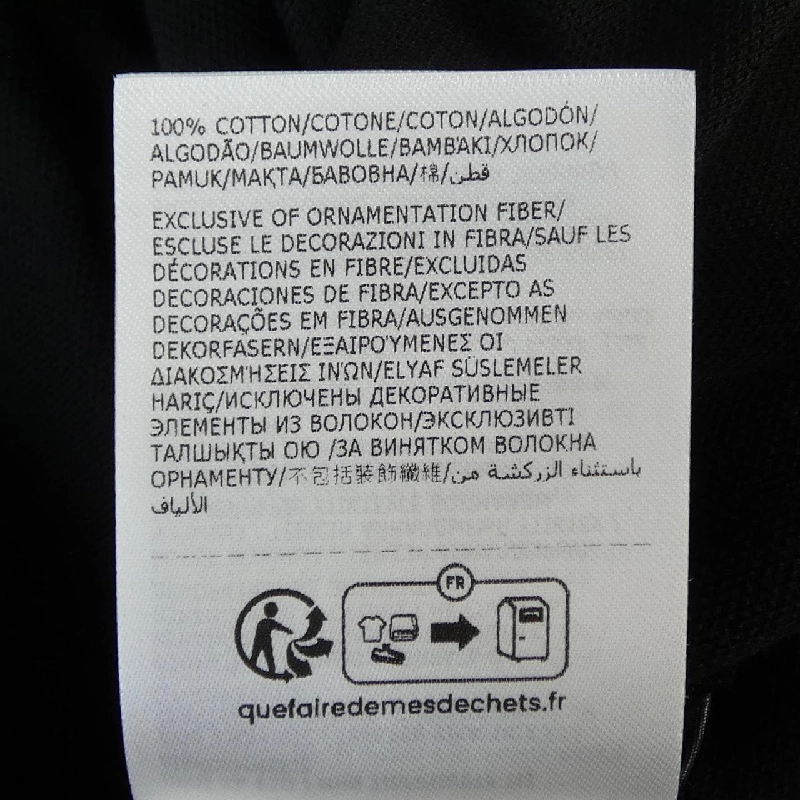 100% COTTON/COTONE/COTON/ALGODÓN/
ALGODÃO/BAUMWOLLE/ΒΑΜΒΆΚΙ/ХЛОПОК/
PAMUK/МАҚТА/БАВОВНА/棉/قطن
EXCLUSIVE OF ORNAMENTATION FIBER/
ESCLUSE LE DECORAZIONI IN FIBRA/SAUF LES
DÉCORATIONS EN FIBRE/EXCLUIDAS
DECORACIONES DE FIBRA/EXCEPTO AS
DECORAÇÕES EM FIBRA/AUSGENOMMEN
DEKORFASERN/ΕΞΑΙΡΟΎΜΕΝΕΣ ΟΙ
ΔΙΑΚΟΣΜΉΣΕΙΣ ΙΝΏΝ/ELYAF SÜSLEMELER
HARIÇ/ИСКЛЮЧЕНЫ ДЕКОРАТИВНЫЕ
ЭЛЕМЕНТЫ ИЗ ВОЛОКОН/ЭКСКЛЮЗИВТІ
ТАЛШЫҚТЫ ОЮ /ЗА ВИНЯТКОМ ВОЛОКНА
ОРНАМЕНТУ/不包括裝飾纖維/باستثناء الزركشة من
الألياف
FR
quefairedemesdechets.fr